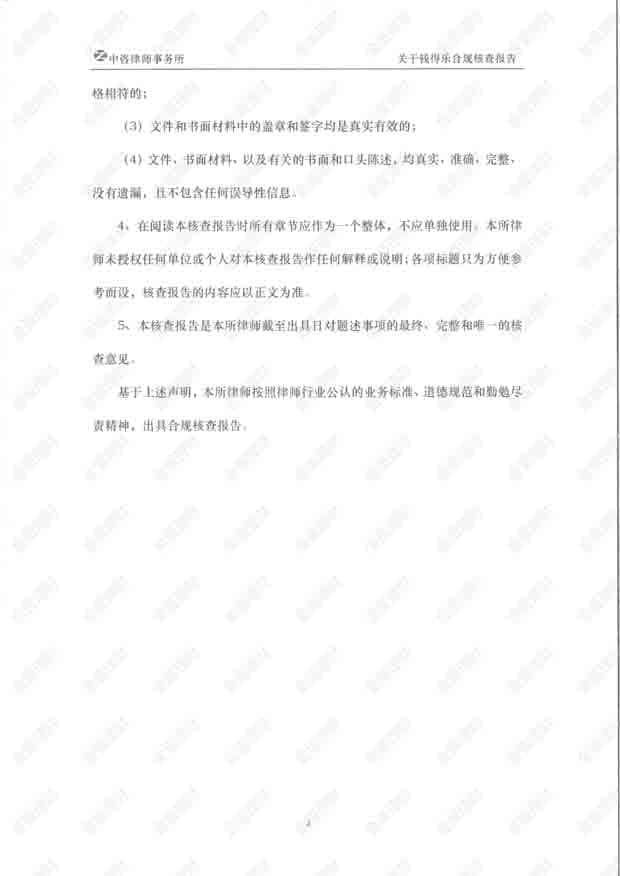 中咨律师事务所
关于钱得乐合规核查报告
格相符的;
（3）文件和书面材料中的盖章和签字均是真实有效的;
（4）文件、书面材料、以及有关的书面和口头陈述，均真实、准确、完整、
没有遗漏，且不包含任何误导性信息。
4、在阅读本核查报告时所有章节应作为一个整体，不应单独使用。本所律
师未授权任何单位或个人对本核查报告作任何解释或说明;各项标题只为方便参
考而设，核查报告的内容应以正文为准。
5、本核查报告是本所律师截至出具日对题述事项的最终、完整和唯一的核
查意见。
基于上述声明，本所律师按照律师行业公认的业务标准、道德规范和勤勉尽
责精神，出具合规核查报告。